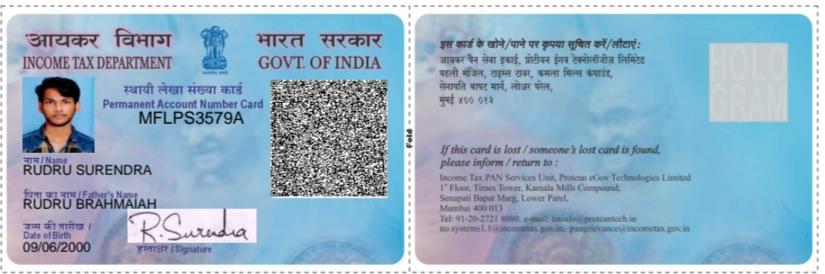 आयकर विभाग
INCOME TAX DEPARTMENT
भारत सरकार
GOVT. OF INDIA
स्थायी लेखा संख्या कार्ड
Permanent Account Number Card
MFLPS3579A
नाम / Name
RUDRU SURENDRA
पिता का नाम / Father's Name
RUDRU BRAHMAIAH
जन्म की तारीख /
Date of Birth
09/06/2000
R. Surendra
हस्ताक्षर / Signature
Fold
इस कार्ड के खोने/पाने पर कृपया सूचित करें/लौटाएं :
आयकर पैन सेवा इकाई, प्रोटीयन ईगव टेक्नोलॉजीज़ लिमिटेड
पहली मंजिल, टाइम्स टावर, कमला मिल्स कंपाउंड,
सेनापति बापट मार्ग, लोअर परेल,
मुंबई ४०० ०१३
HOLO
GRAM
If this card is lost / someone's lost card is found,
please inform / return to :
Income Tax PAN Services Unit, Protean eGov Technologies Limited
1st Floor, Times Tower, Kamala Mills Compound,
Senapati Bapat Marg, Lower Parel,
Mumbai 400 013
Tel: 91-20-2721 8080, e-mail: tininfo@proteantech.in
ito.systems1.1@incometax.gov.in, pangrievance@incometax.gov.in